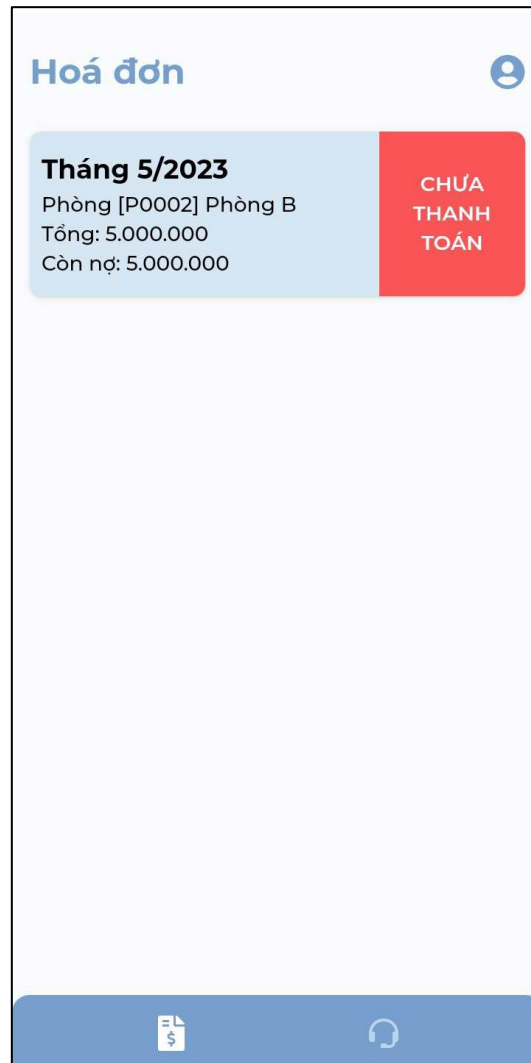 Hoá đơn
Tháng 5/2023
Phòng [P0002] Phòng B
Tổng: 5.000.000
Còn nợ: 5.000.000
CHƯA
THANH
TOÁN
$